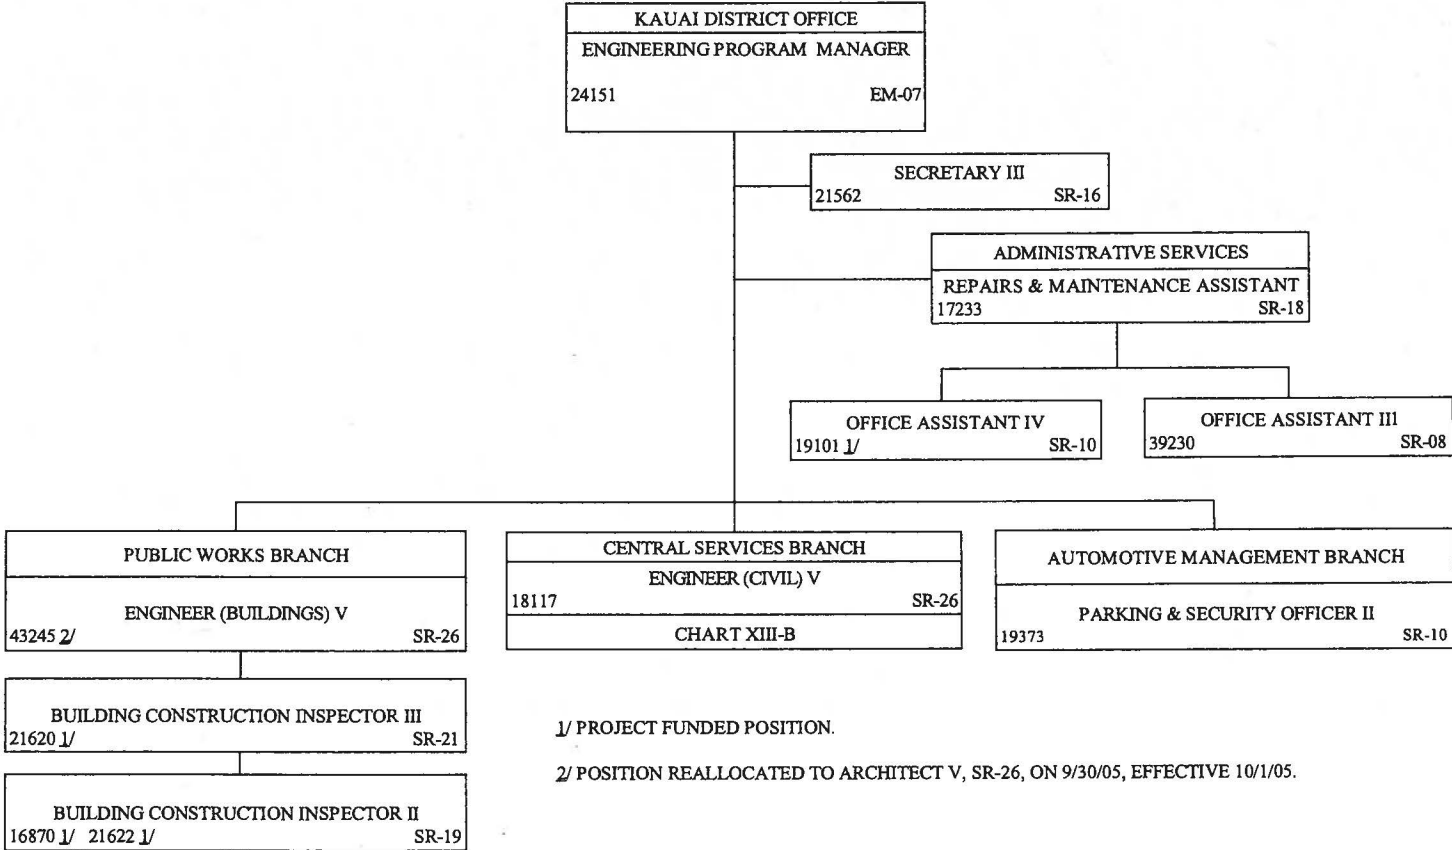 KAUAI DISTRICT OFFICE
ENGINEERING PROGRAM MANAGER
24151 EM-07
SECRETARY III
21562 SR-16
ADMINISTRATIVE SERVICES
REPAIRS & MAINTENANCE ASSISTANT
17233 SR-18
OFFICE ASSISTANT IV
19101 1/ SR-10
OFFICE ASSISTANT III
39230 SR-08
PUBLIC WORKS BRANCH
ENGINEER (BUILDINGS) V
43245 2/ SR-26
BUILDING CONSTRUCTION INSPECTOR III
21620 1/ SR-21
BUILDING CONSTRUCTION INSPECTOR II
16870 1/ 21622 1/ SR-19
CENTRAL SERVICES BRANCH
ENGINEER (CIVIL) V
18117 SR-26
CHART XIII-B
AUTOMOTIVE MANAGEMENT BRANCH
PARKING & SECURITY OFFICER II
19373 SR-10
1/ PROJECT FUNDED POSITION.
2/ POSITION REALLOCATED TO ARCHITECT V, SR-26, ON 9/30/05, EFFECTIVE 10/1/05.